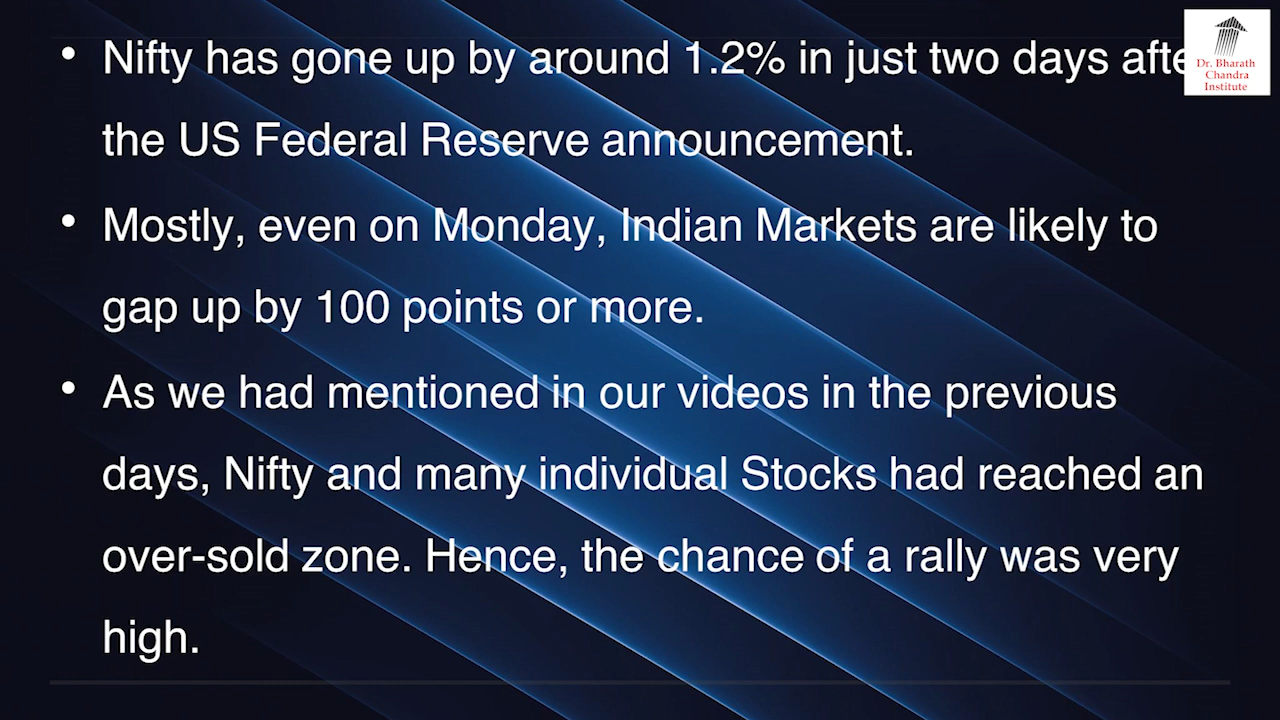 • Nifty has gone up by around 1.2% in just two days afte
the US Federal Reserve announcement.
• Mostly, even on Monday, Indian Markets are likely to
gap up by 100 points or more.
• As we had mentioned in our videos in the previous
days, Nifty and many individual Stocks had reached an
over-sold zone. Hence, the chance of a rally was very
high.
Dr. Bharath
Chandra
Institute